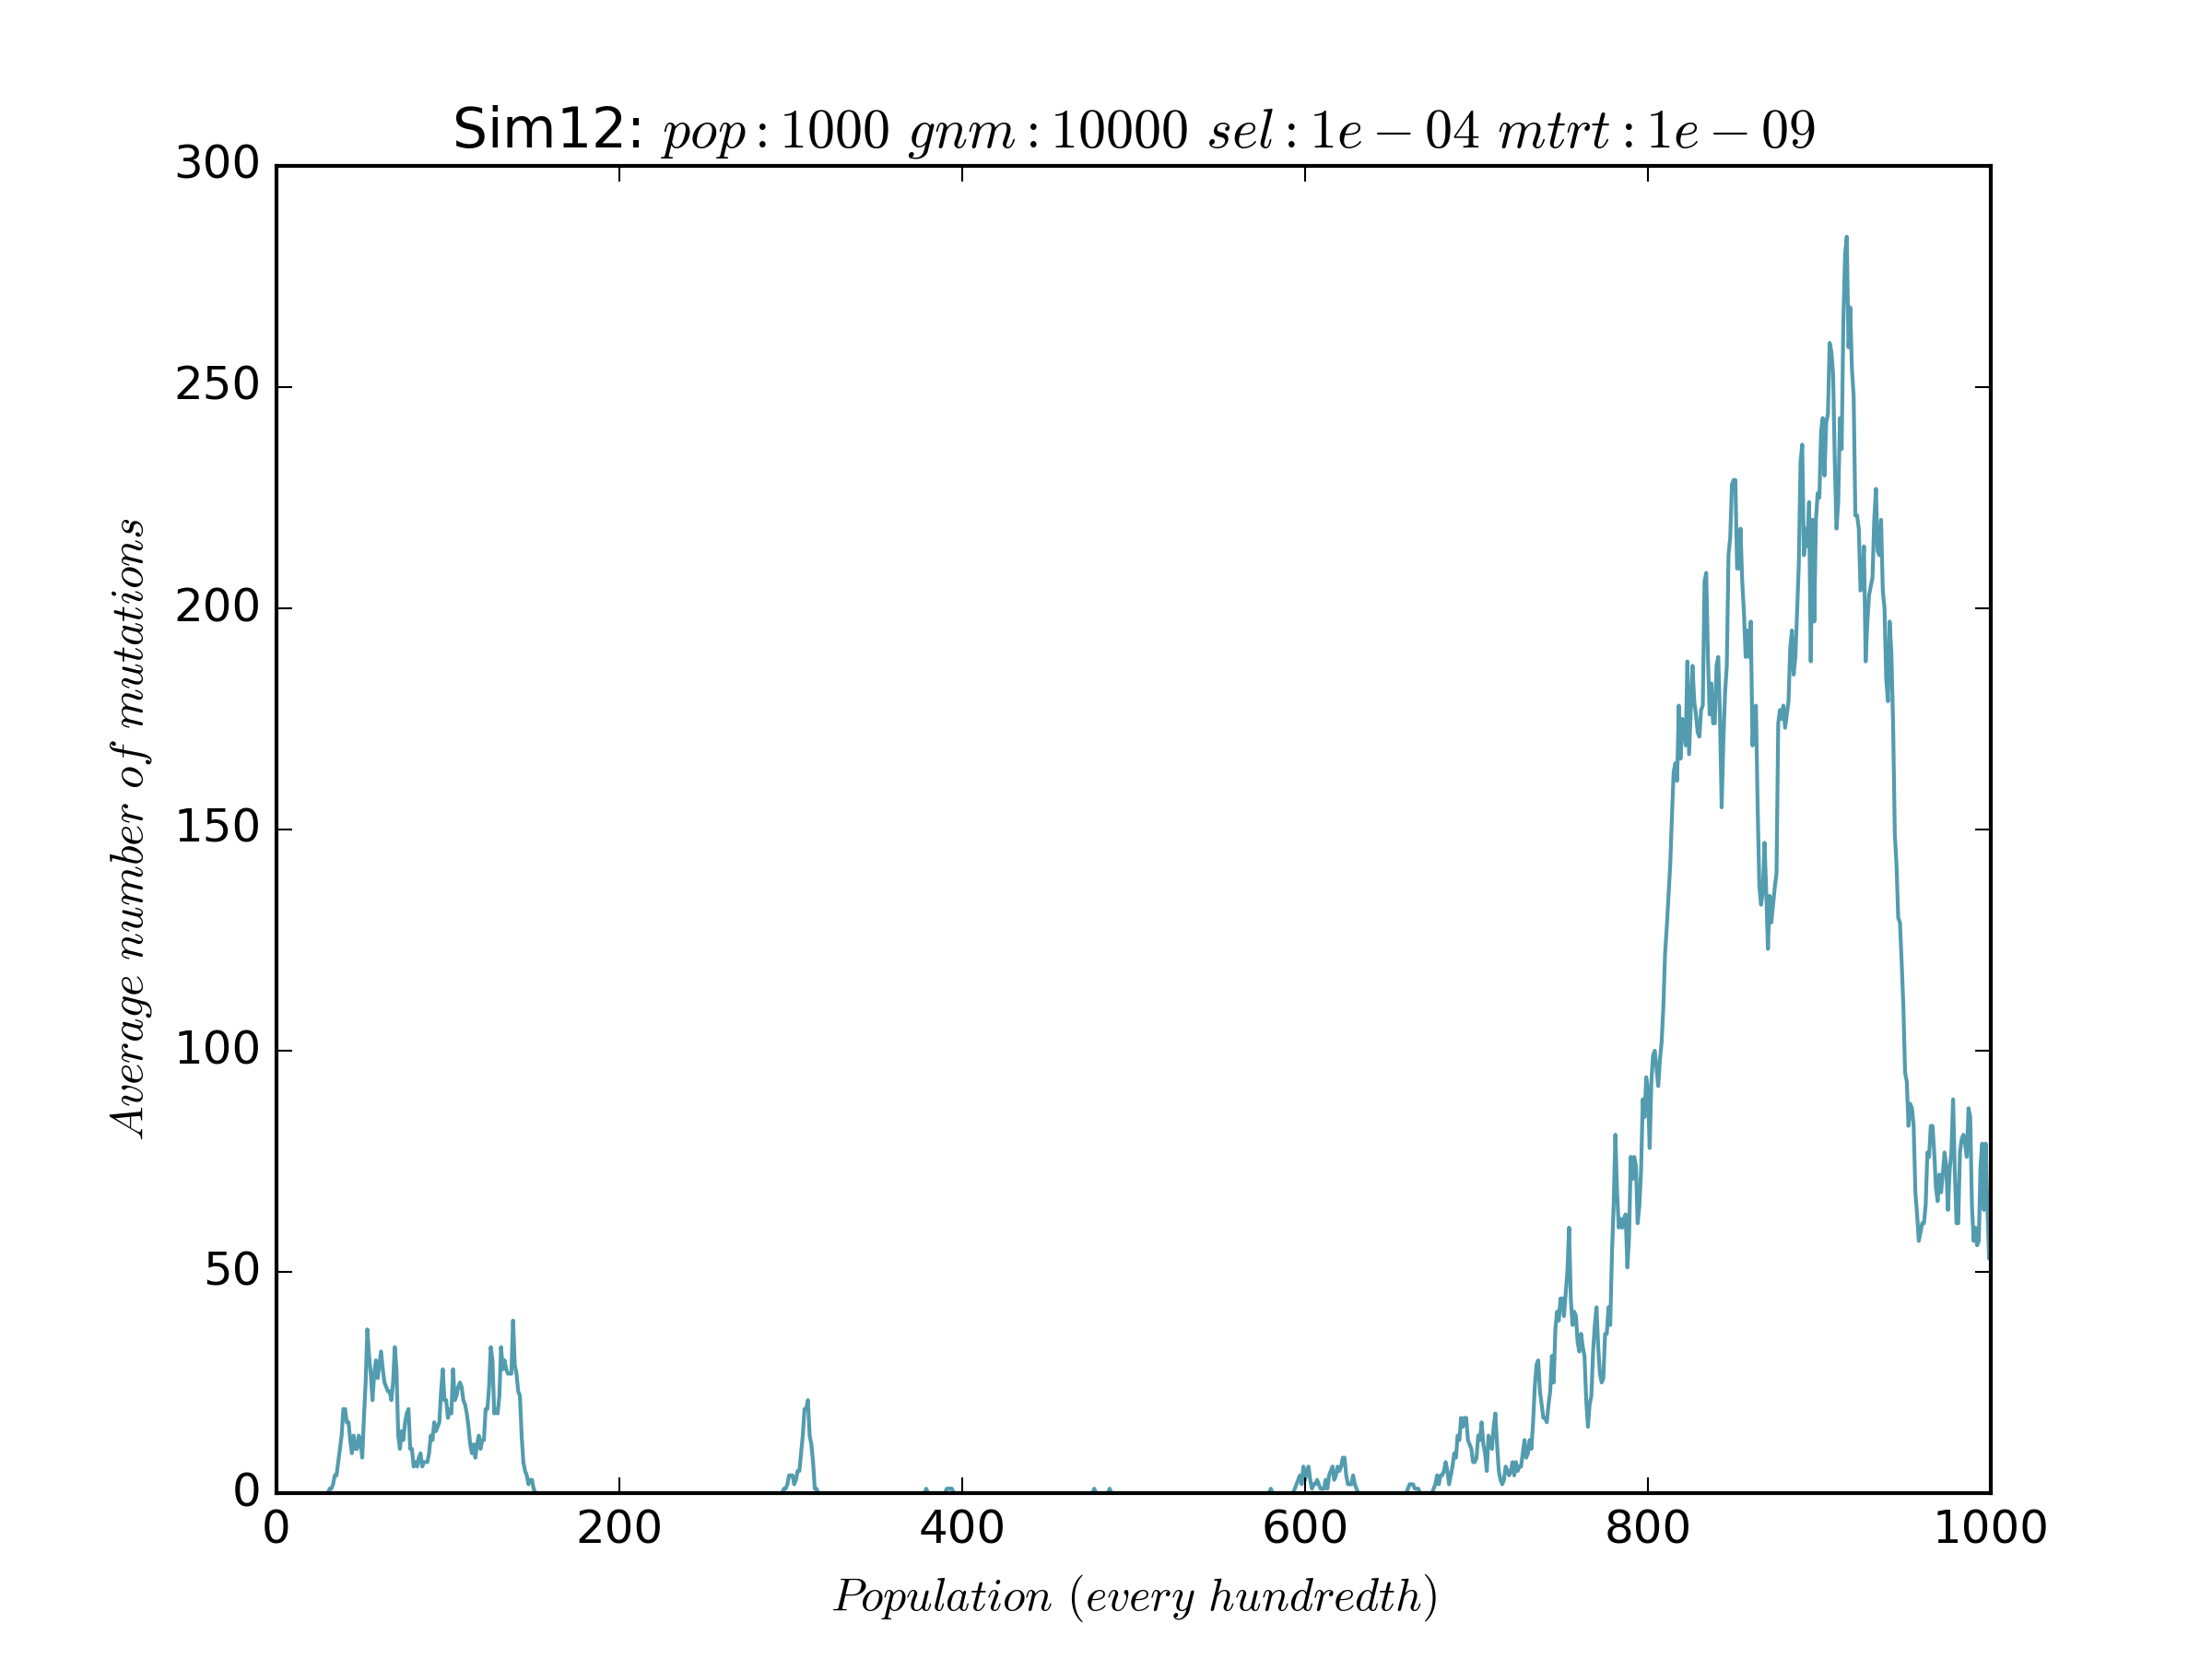 Sim12: pop : 1000 gnm : 10000 sel : 1e − 04 mtrt : 1e − 09
300
250
200
150
100
50
0
Average number of mutations
0 200 400 600 800 1000
Population (every hundredth)